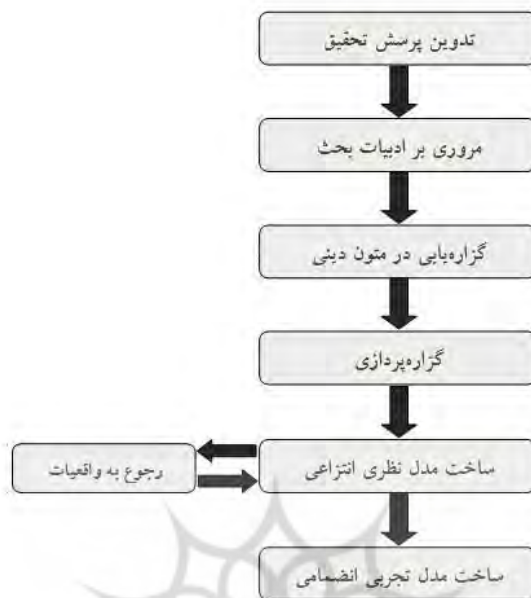 تدوین پرسش تحقیق
مروری بر ادبیات بحث
گزاره‌یابی در متون دینی
گزاره‌پردازی
ساخت مدل نظری انتزاعی
رجوع به واقعیات
ساخت مدل تجربی انضمامی